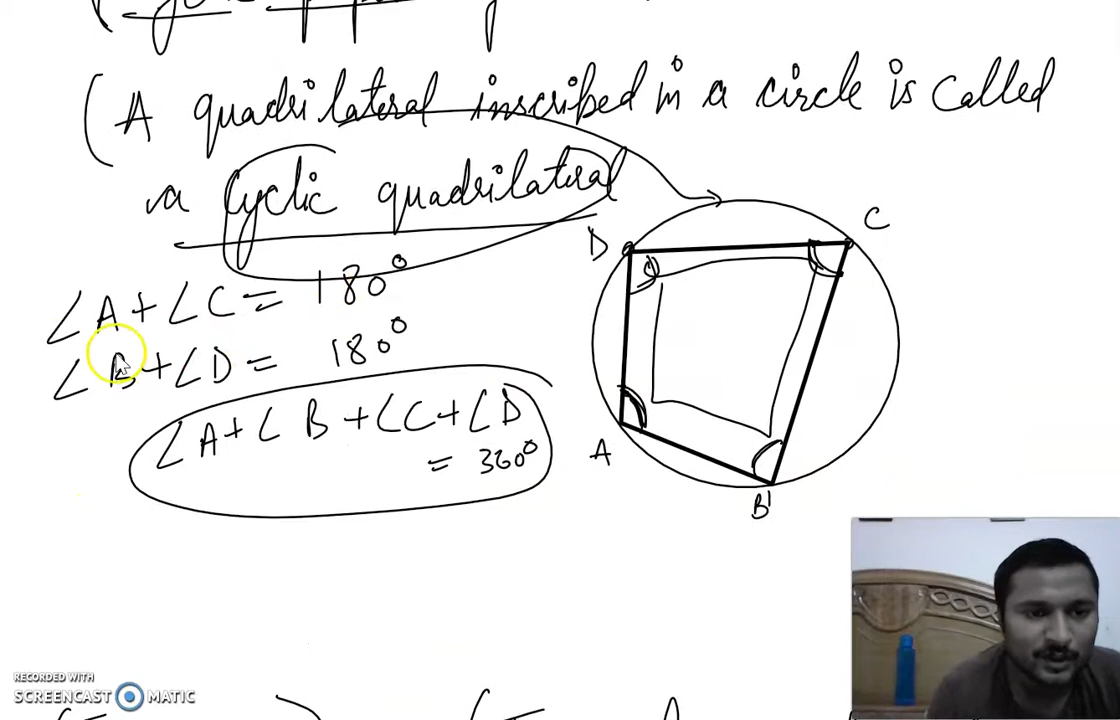 (A quadrilateral inscribed in a circle is called
a Cyclic quadrilateral
D
C
∠A+∠C= 180°
∠B+∠D= 180°
∠A+∠B+∠C+∠D
= 360°
A
B
RECORDED WITH
SCREENCAST MATIC